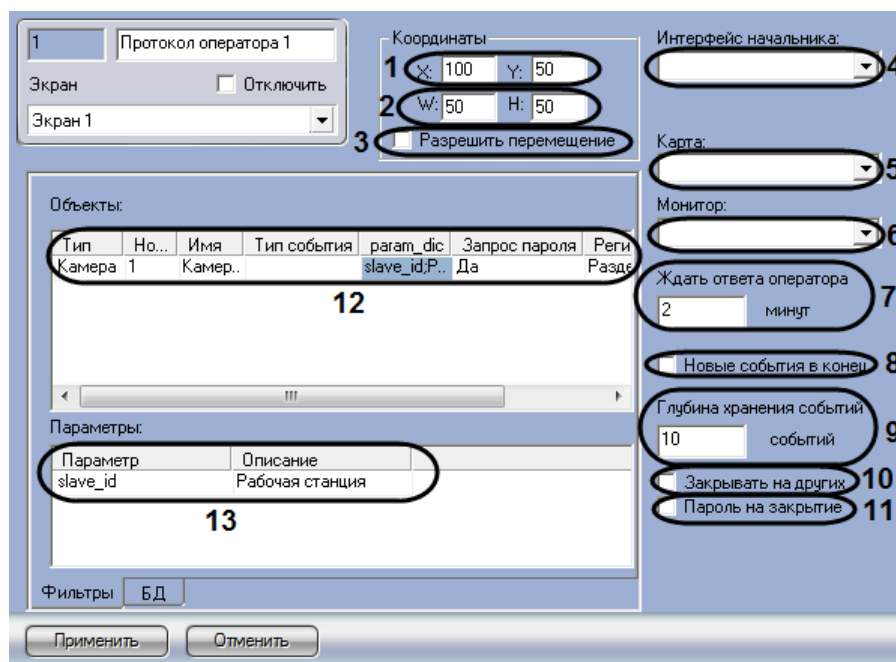 1 Протокол оператора 1
Экран Отключить
Экран 1
Координаты
1 X: 100 Y: 50
2 W: 50 H: 50
3 Разрешить перемещение
Интерфейс начальника:
4
Карта:
5
Монитор:
6
Ждать ответа оператора
2 минут 7
Новые события в конец 8
Глубина хранения событий
10 событий 9
Закрывать на других 10
Пароль на закрытие 11
Объекты:
Тип Но... Имя Тип события param_dic Запрос пароля Реги
Камера 1 Камер.. slave_id;P.. Да Разде
12
Параметры:
Параметр Описание
slave_id Рабочая станция
13
Фильтры БД
Применить Отменить